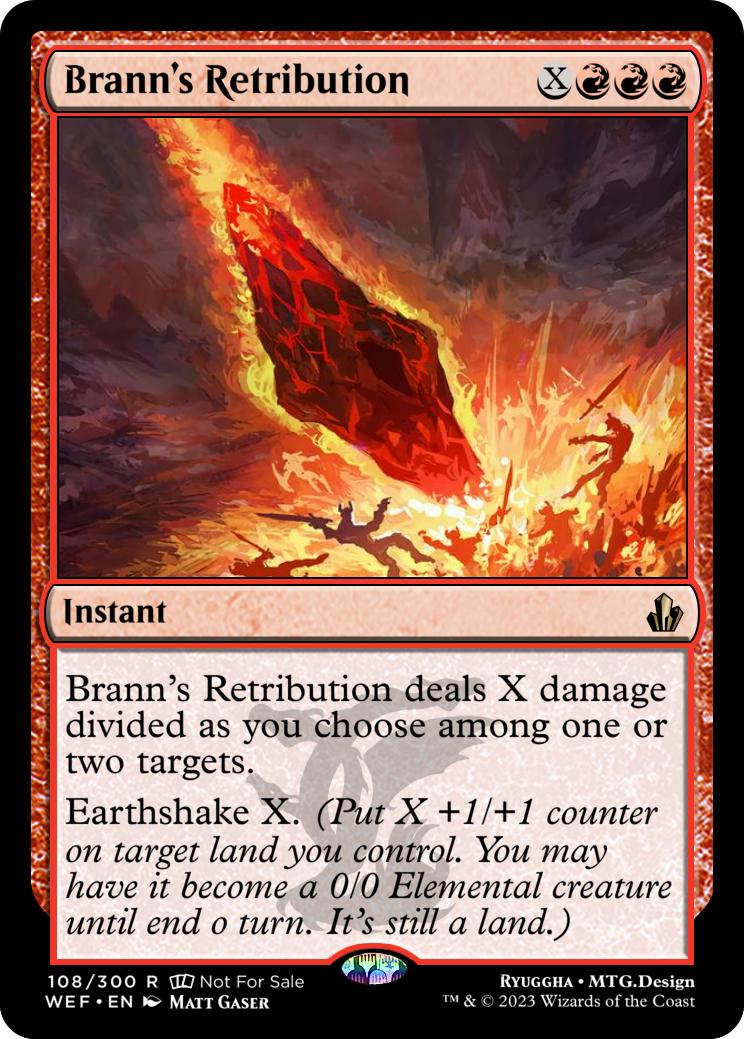 Brann's Retribution X
Instant
Brann's Retribution deals X damage
divided as you choose among one or
two targets.
Earthshake X. (Put X +1/+1 counter
on target land you control. You may
have it become a 0/0 Elemental creature
until end o turn. It's still a land.)
108/300 R Not For Sale Ryuggha • MTG.Design
WEF • EN Matt Gaser ™ & © 2023 Wizards of the Coast